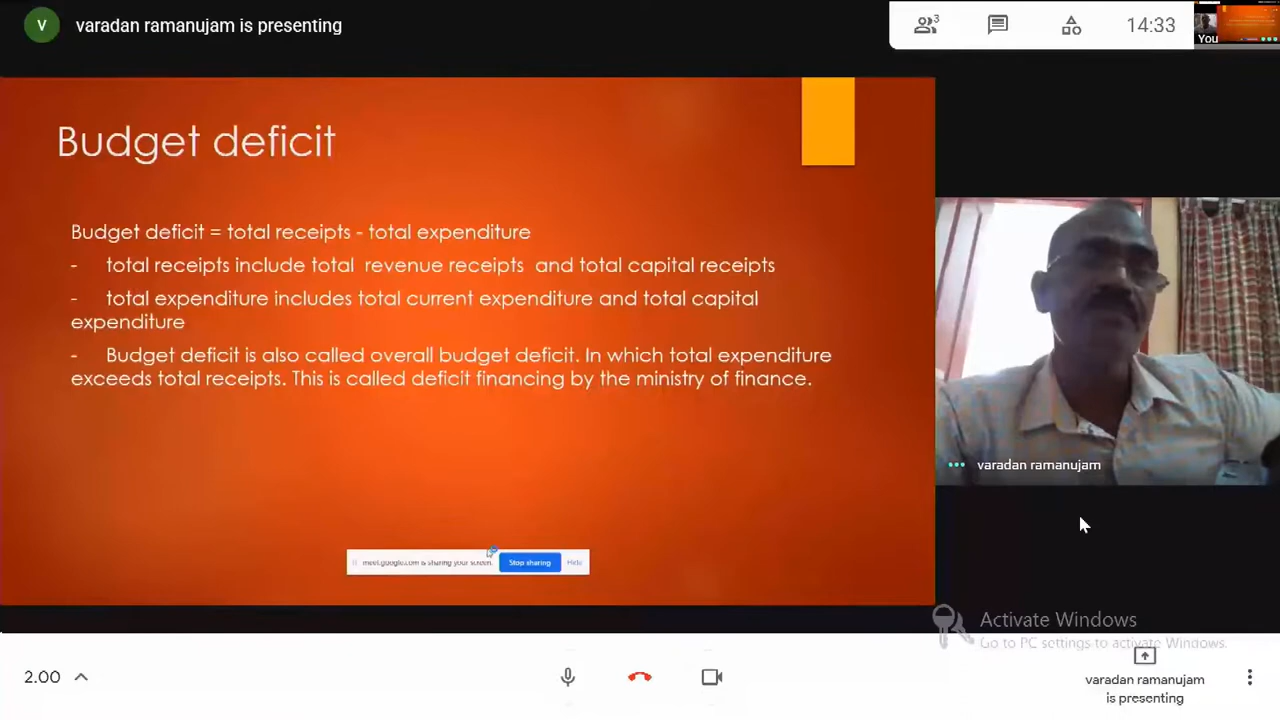 V
varadan ramanujam is presenting
3
14:33
You
Budget deficit
Budget deficit = total receipts - total expenditure
- total receipts include total revenue receipts and total capital receipts
- total expenditure includes total current expenditure and total capital
expenditure
- Budget deficit is also called overall budget deficit. In which total expenditure
exceeds total receipts. This is called deficit financing by the ministry of finance.
varadan ramanujam
meet.google.com is sharing your screen.
Stop sharing
Hide
Activate Windows
Go to PC settings to activate Windows.
2.00
varadan ramanujam
is presenting